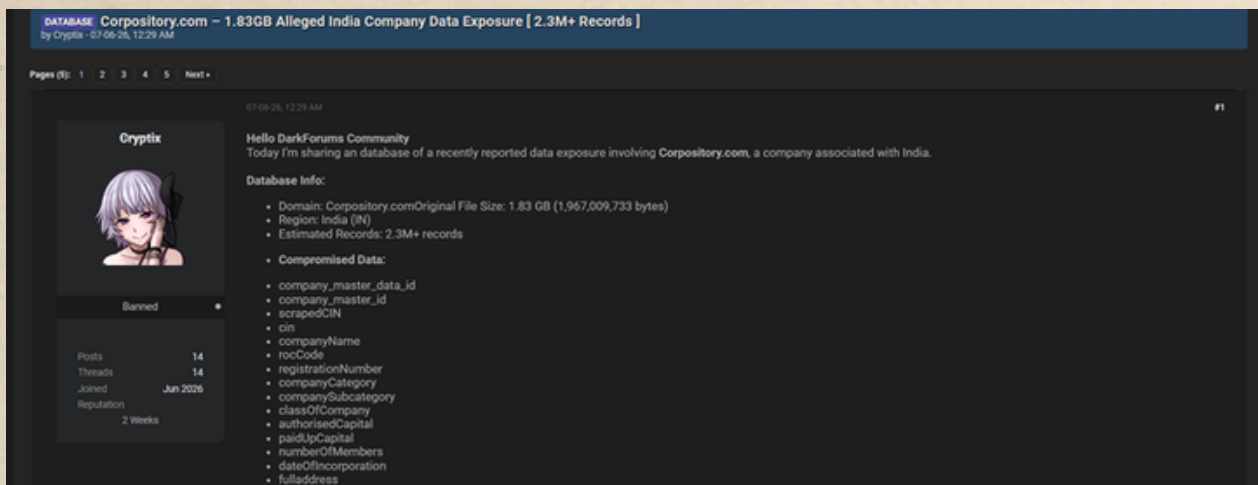 DATABASE Corpository.com – 1.83GB Alleged India Company Data Exposure [ 2.3M+ Records ]
by Cryptix - 07-06-26, 12:29 AM
Pages (5): 1 2 3 4 5 Next »
07-06-26, 12:29 AM #1
Cryptix
Banned
Posts 14
Threads 14
Joined Jun 2026
Reputation
2 Weeks
Hello DarkForums Community
Today I'm sharing an database of a recently reported data exposure involving Corpository.com, a company associated with India.
Database Info:
• Domain: Corpository.comOriginal File Size: 1.83 GB (1,967,009,733 bytes)
• Region: India (IN)
• Estimated Records: 2.3M+ records
• Compromised Data:
• company_master_data_id
• company_master_id
• scrapedCIN
• cin
• companyName
• rocCode
• registrationNumber
• companyCategory
• companySubcategory
• classOfCompany
• authorisedCapital
• paidUpCapital
• numberOfMembers
• dateOfIncorporation
• fulladdress